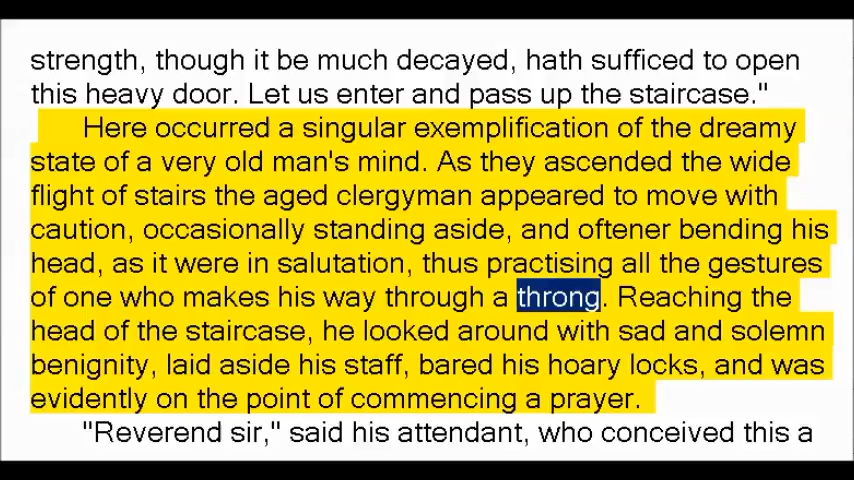 strength, though it be much decayed, hath sufficed to open
this heavy door. Let us enter and pass up the staircase."
Here occurred a singular exemplification of the dreamy
state of a very old man's mind. As they ascended the wide
flight of stairs the aged clergyman appeared to move with
caution, occasionally standing aside, and oftener bending his
head, as it were in salutation, thus practising all the gestures
of one who makes his way through a throng. Reaching the
head of the staircase, he looked around with sad and solemn
benignity, laid aside his staff, bared his hoary locks, and was
evidently on the point of commencing a prayer.
"Reverend sir," said his attendant, who conceived this a